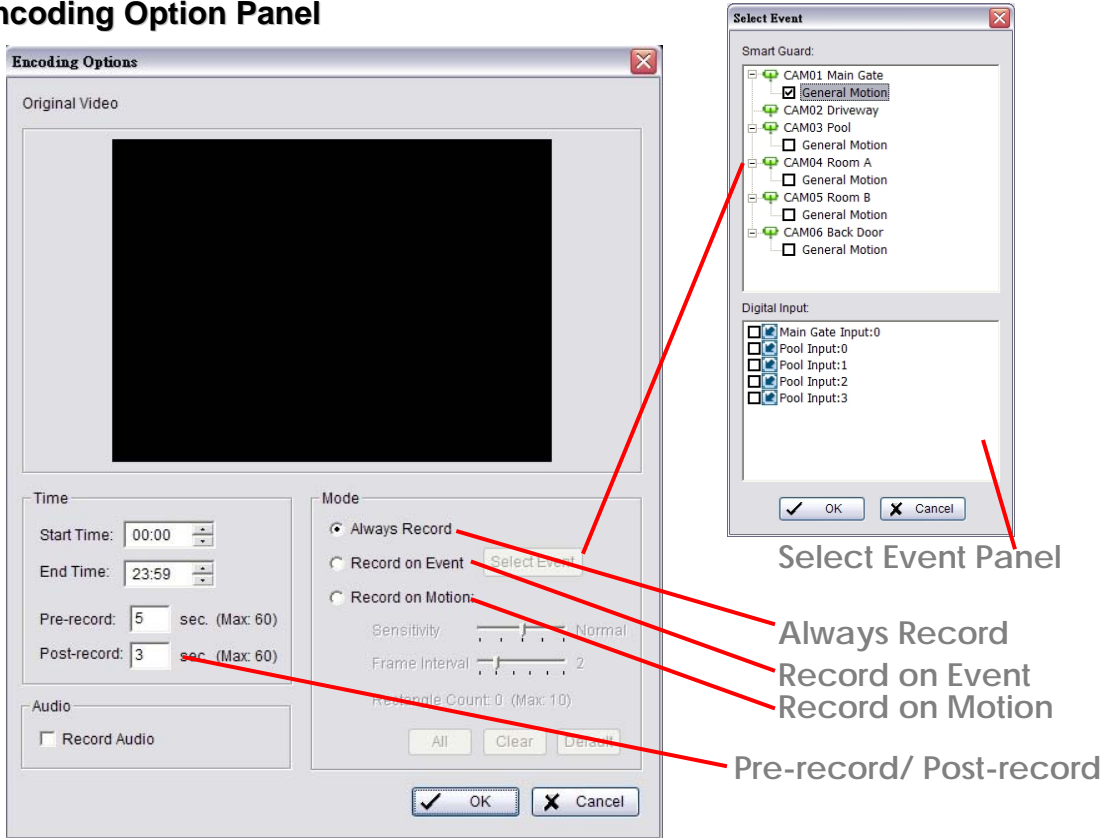 ncoding Option Panel
Encoding Options
Original Video
Time
Start Time: 00:00
End Time: 23:59
Pre-record: 5 sec. (Max: 60)
Post-record: 3 sec. (Max: 60)
Audio
Record Audio
Mode
Always Record
Record on Event Select Event
Record on Motion:
Sensitivity Normal
Frame Interval 2
Rectangle Count: 0 (Max: 10)
All Clear Default
OK Cancel
Select Event
Smart Guard:
CAM01 Main Gate
General Motion
CAM02 Driveway
CAM03 Pool
General Motion
CAM04 Room A
General Motion
CAM05 Room B
General Motion
CAM06 Back Door
General Motion
Digital Input:
Main Gate Input:0
Pool Input:0
Pool Input:1
Pool Input:2
Pool Input:3
OK Cancel
Select Event Panel
Always Record
Record on Event
Record on Motion
Pre-record/ Post-record